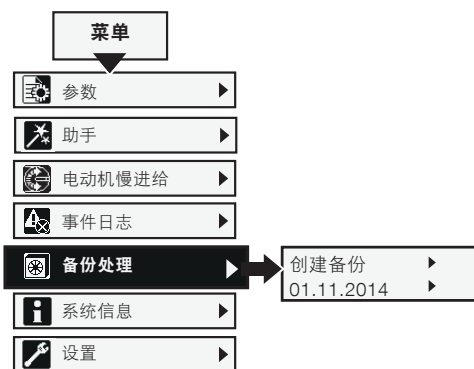 菜单
参数
助手
电动机慢进给
事件日志
备份处理
创建备份
01.11.2014
系统信息
设置